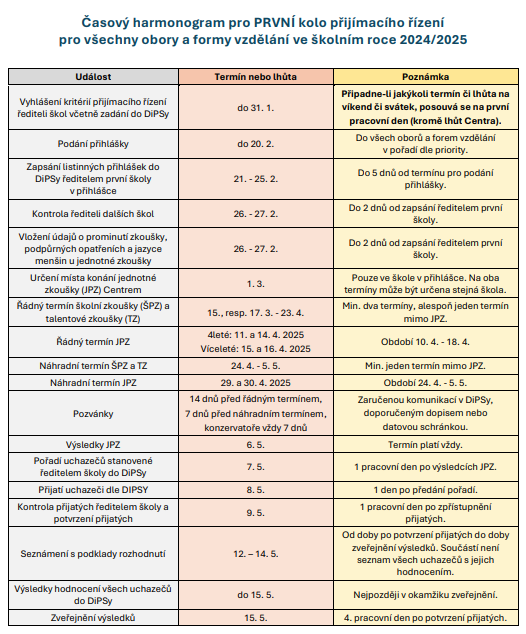 Časový harmonogram pro PRVNÍ kolo přijímacího řízení
pro všechny obory a formy vzdělání ve školním roce 2024/2025
Událost
Termín nebo lhůta
Poznámka
Vyhlášení kritérií přijímacího řízení
řediteli škol včetně zadání do DiPSy
do 31. 1.
Připadne-li jakýkoli termín či lhůta na
víkend či svátek, posouvá se na první
pracovní den (kromě lhůt Centra).
Podání přihlášky
do 20. 2.
Do všech oborů a forem vzdělání
v pořadí dle priority.
Zapsání listinných přihlášek do
DiPSy ředitelem první školy
v přihlášce
21. - 25. 2.
Do 5 dnů od termínu pro podání
přihlášky.
Kontrola řediteli dalších škol
26. - 27. 2.
Do 2 dnů od zapsání ředitelem první
školy.
Vložení údajů o prominutí zkoušky,
podpůrných opatřeních a jazyce
menšin u jednotné zkoušky
26. - 27. 2.
Do 2 dnů od zapsání ředitelem první
školy.
Určení místa konání jednotné
zkoušky (JPZ) Centrem
1. 3.
Pouze ve škole v přihlášce. Na oba
termíny může být určena stejná škola.
Řádný termín školní zkoušky (ŠPZ) a
talentové zkoušky (TZ)
15., resp. 17. 3. - 23. 4.
Min. dva termíny, alespoň jeden termín
mimo JPZ.
Řádný termín JPZ
4leté: 11. a 14. 4. 2025
Víceleté: 15. a 16. 4. 2025
Období 10. 4. - 18. 4.
Náhradní termín ŠPZ a TZ
24. 4. - 5. 5.
Min. jeden termín mimo JPZ.
Náhradní termín JPZ
29. a 30. 4. 2025
Období 24. 4. - 5. 5.
Pozvánky
14 dnů před řádným termínem,
7 dnů před náhradním termínem,
konzervatoře vždy 7 dnů
Zaručenou komunikací v DiPSy,
doporučeným dopisem nebo
datovou schránkou.
Výsledky JPZ
6. 5.
Termín platí vždy.
Pořadí uchazečů stanovené
ředitelem školy do DiPSy
7. 5.
1 pracovní den po výsledcích JPZ.
Přijatí uchazeči dle DIPSY
8. 5.
1 den po předání pořadí.
Kontrola přijatých ředitelem školy a
potvrzení přijatých
9. 5.
1 pracovní den po zpřístupnění
přijatých.
Seznámení s podklady rozhodnutí
12. – 14. 5.
Od doby po potvrzení přijatých do doby
zveřejnění výsledků. Součástí není
seznam všech uchazečů s jejich
hodnocením.
Výsledky hodnocení všech uchazečů
do DiPSy
do 15. 5.
Nejpozději v okamžiku zveřejnění.
Zveřejnění výsledků
15. 5.
4. pracovní den po potvrzení přijatých.